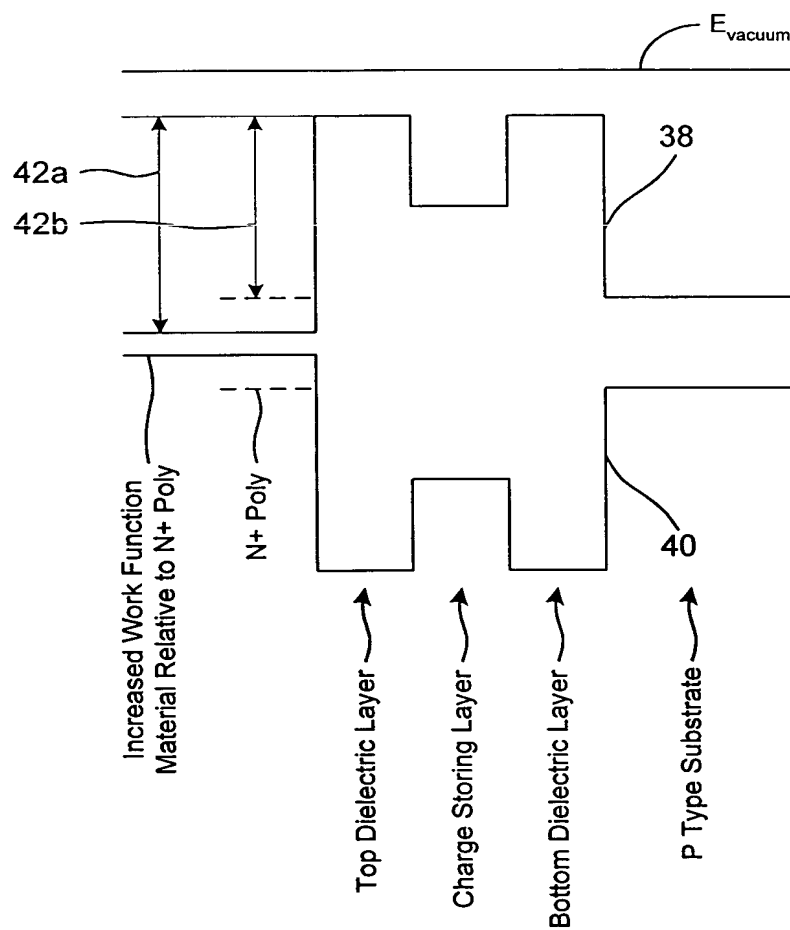 E_vacuum
42a
42b
38
40
Increased Work Function
Material Relative to N+ Poly
N+ Poly
Top Dielectric Layer
Charge Storing Layer
Bottom Dielectric Layer
P Type Substrate